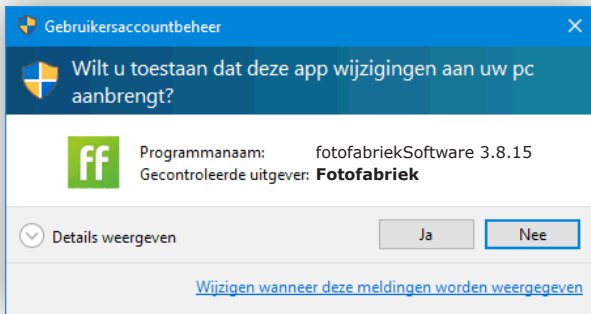 Gebruikersaccountbeheer
Wilt u toestaan dat deze app wijzigingen aan uw pc
aanbrengt?
ff
Programmanaam: fotofabriekSoftware 3.8.15
Gecontroleerde uitgever: Fotofabriek
Details weergeven
Ja
Nee
Wijzigen wanneer deze meldingen worden weergegeven